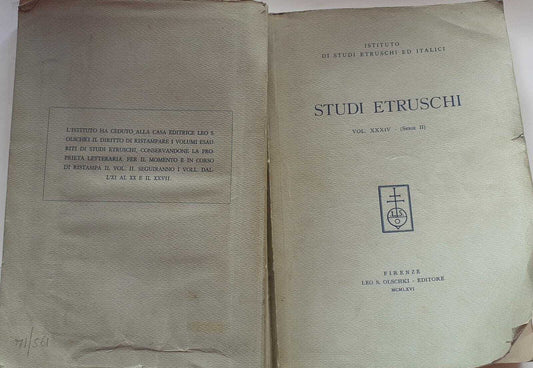 L'ISTITUTO HA CEDUTO ALLA CASA EDITRICE LEO S.
OLSCHKI IL DIRITTO DI RISTAMPARE I VOLUMI ESAU
RITI DI STUDI ETRUSCHI, CONSERVANDONE LA PRO
PRIETÀ LETTERARIA. PER IL MOMENTO È IN CORSO
DI RISTAMPA IL VOL. II. SEGUIRANNO I VOLL. DAL
L'XI AL XX E IL XXVII.
71/561
ISTITUTO
DI STUDI ETRUSCHI ED ITALICI
STUDI ETRUSCHI
VOL. XXXIV - (Serie II)
L S
O
FIRENZE
LEO S. OLSCHKI - EDITORE
MCMLXVI